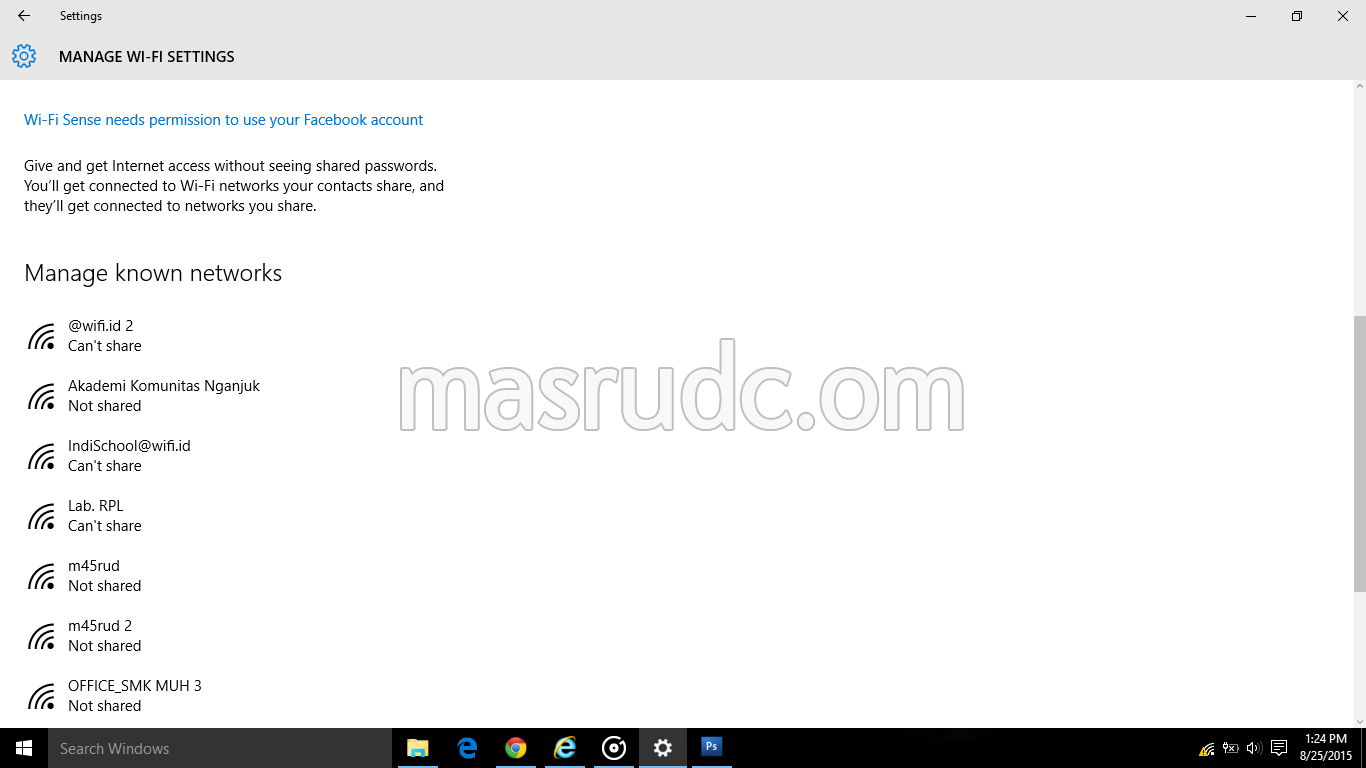 Settings
MANAGE WI-FI SETTINGS
Wi-Fi Sense needs permission to use your Facebook account
Give and get Internet access without seeing shared passwords.
You'll get connected to Wi-Fi networks your contacts share, and
they'll get connected to networks you share.
Manage known networks
@wifi.id 2
Can't share
Akademi Komunitas Nganjuk
Not shared
IndiSchool@wifi.id
Can't share
Lab. RPL
Can't share
m45rud
Not shared
m45rud 2
Not shared
OFFICE_SMK MUH 3
Not shared
masrudc.om
Search Windows
Ps
1:24 PM
8/25/2015